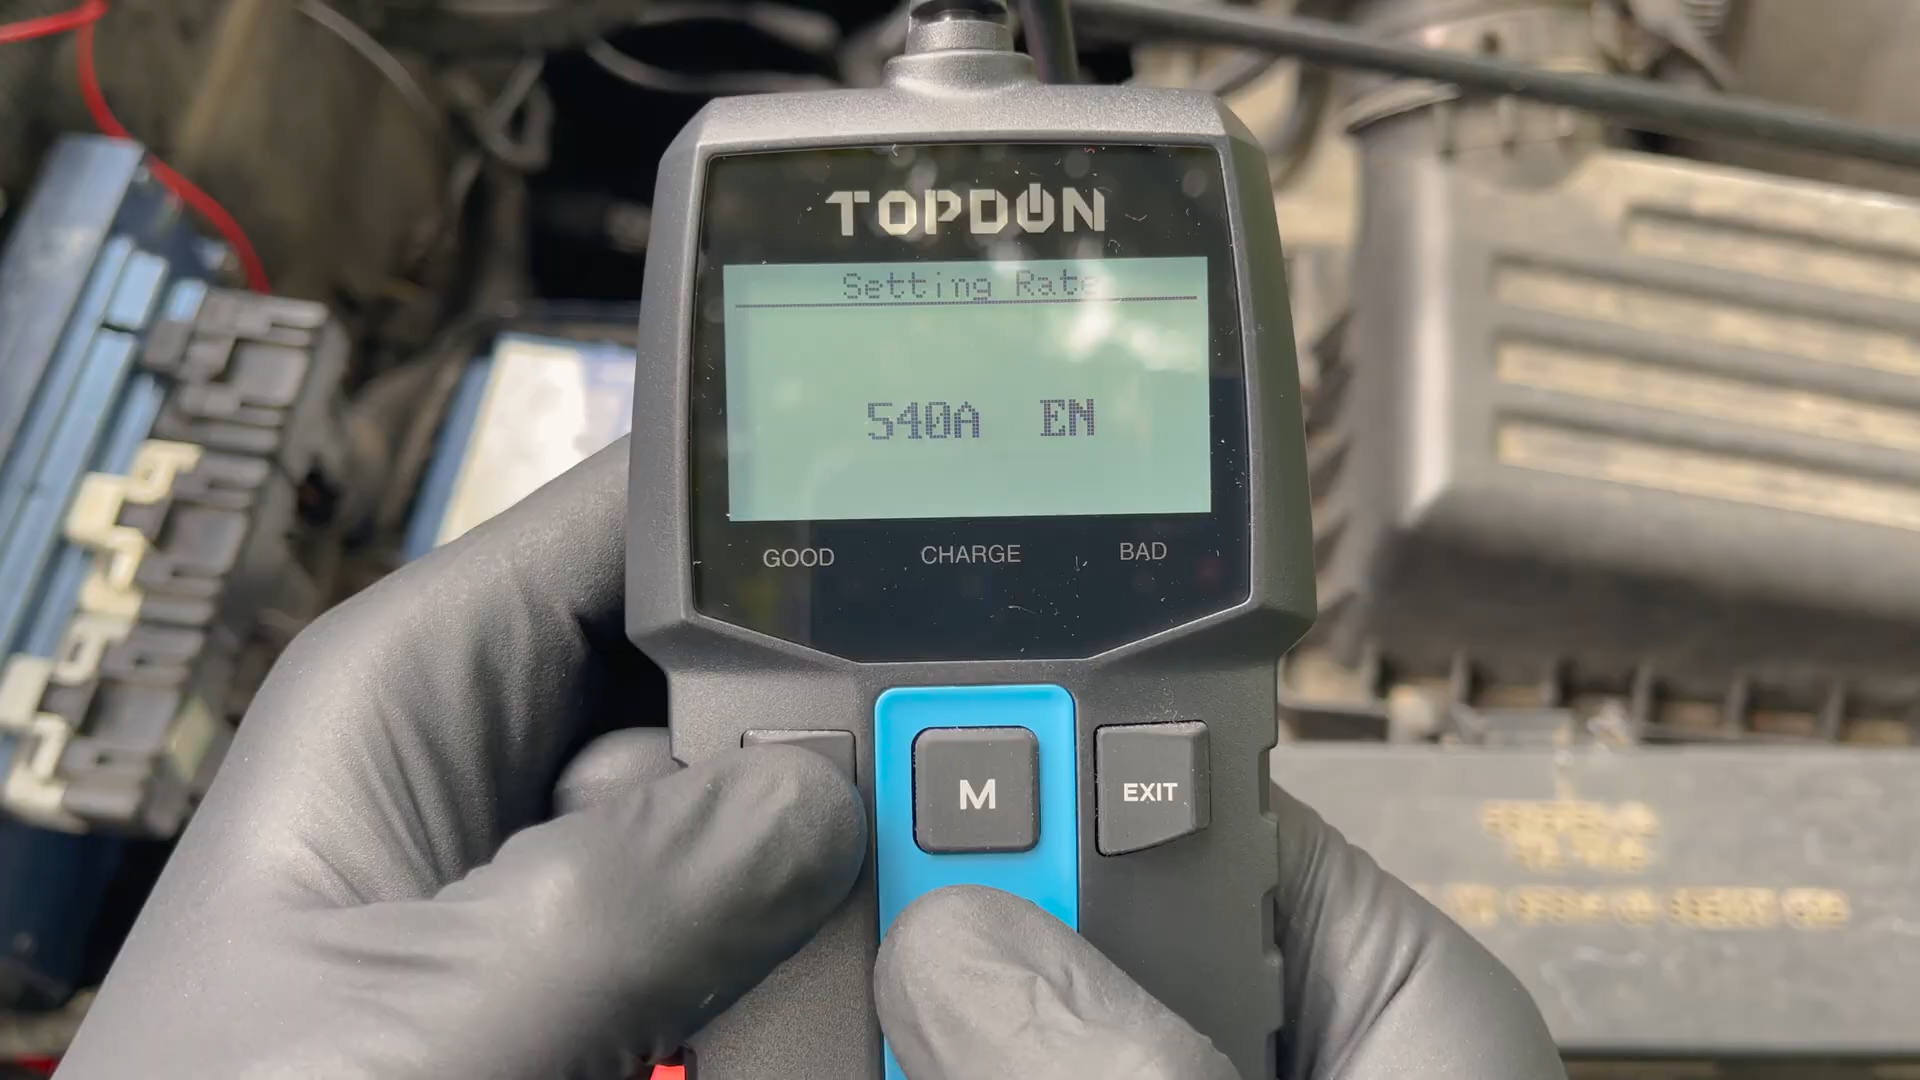 TOPDON
Setting Rate
540A EN
GOOD CHARGE BAD
M
EXIT